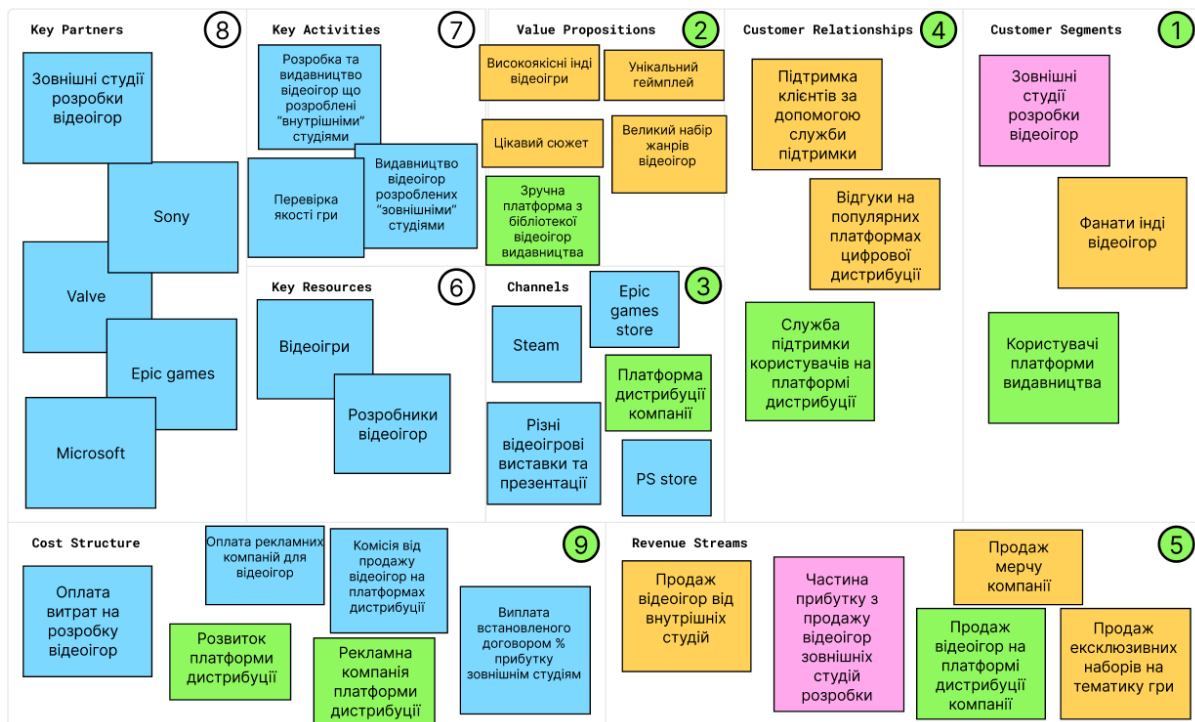 Key Partners
8
Зовнішні студії
розробки
відеоігор
Sony
Valve
Epic games
Microsoft
Key Activities
7
Розробка та
видавництво
відеоігор що
розроблені
“внутрішніми”
студіями
Видавництво
відеоігор
розроблених
“зовнішніми”
студіями
Перевірка
якості гри
Key Resources
6
Відеоігри
Розробники
відеоігор
Value Propositions
2
Високоякісні інді
відеоігри
Унікальний
геймплей
Цікавий сюжет
Великий набір
жанрів
відеоігор
Зручна
платформа з
бібліотекої
відеоігор
видавництва
Channels
3
Steam
Epic
games
store
Платформа
дистрибуції
компанії
Різні
відеоігрові
виставки та
презентації
PS store
Customer Relationships
4
Підтримка
клієнтів за
допомогою
служби
підтримки
Відгуки на
популярних
платформах
цифрової
дистрибуції
Служба
підтримки
користувачів на
платформі
дистрибуції
Customer Segments
1
Зовнішні
студії
розробки
відеоігор
Фанати інді
відеоігор
Користувачі
платформи
видавництва
Cost Structure
9
Оплата
витрат на
розробку
відеоігор
Оплата рекламних
компаній для
відеоігор
Розвиток
платформи
дистрибуції
Комісія від
продажу
відеоігор на
платформах
дистрибуції
Рекламна
компанія
платформи
дистрибуції
Виплата
встановленого
договором %
прибутку
зовнішнім студіям
Revenue Streams
5
Продаж
відеоігор від
внутрішніх
студій
Частина
прибутку з
продажу
відеоігор
зовнішніх
студій
розробки
Продаж
мерчу
компанії
Продаж
відеоігор на
платформі
дистрибуції
компанії
Продаж
ексклюзивних
наборів на
тематику гри